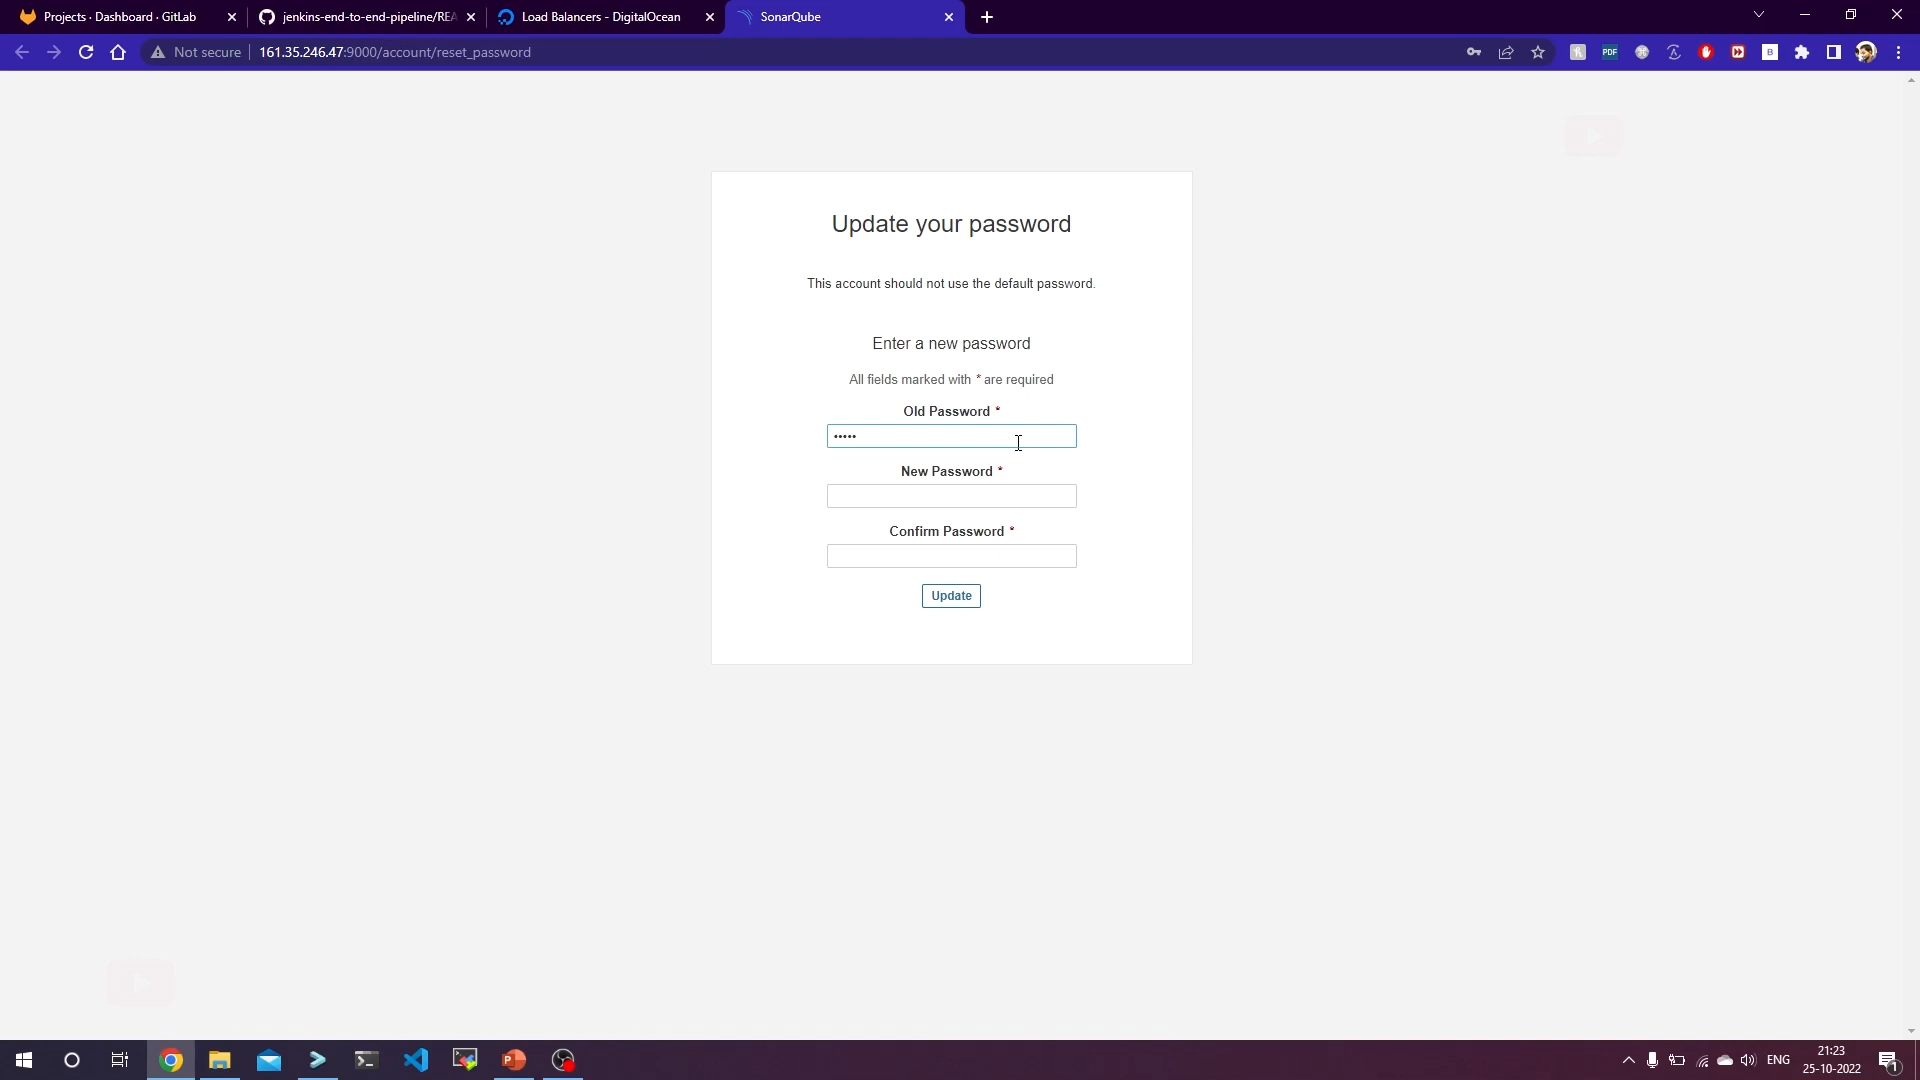 Projects · Dashboard · GitLab
jenkins-end-to-end-pipeline/REA
Load Balancers - DigitalOcean
SonarQube
Not secure
161.35.246.47:9000/account/reset_password
PDF
B
Update your password
This account should not use the default password.
Enter a new password
All fields marked with * are required
Old Password *
•••••
New Password *
Confirm Password *
Update
ENG
21:23
25-10-2022
1